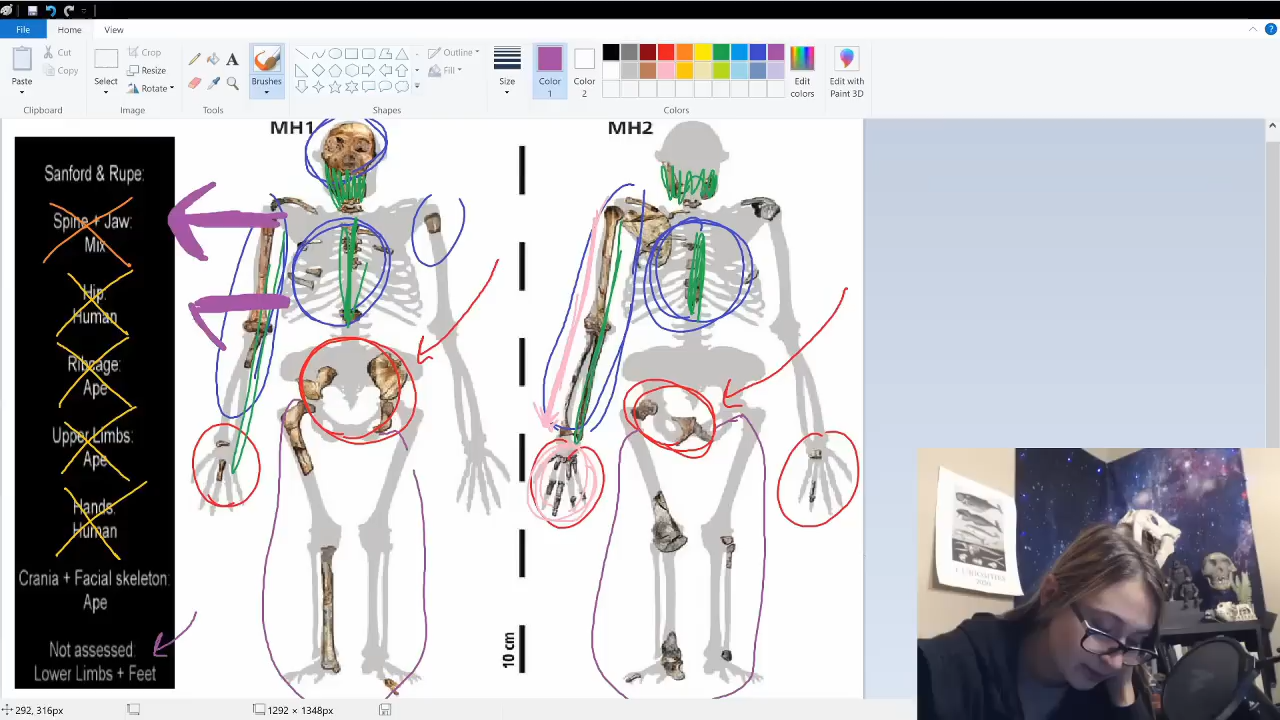 File
Home
View
Paste
Cut
Copy
Clipboard
Select
Crop
Resize
Rotate
Image
A
Tools
Brushes
Shapes
Outline
Fill
Size
Color 1
Color 2
Colors
Edit colors
Edit with Paint 3D
Sanford & Rupe:
Spine + Jaw:
Mix
Hip:
Human
Ribcage:
Ape
Upper Limbs:
Ape
Hands:
Human
Crania + Facial skeleton:
Ape
Not assessed:
Lower Limbs + Feet
MH1
MH2
10 cm
CURIOSITIES
2020
292, 316px
1292 × 1348px